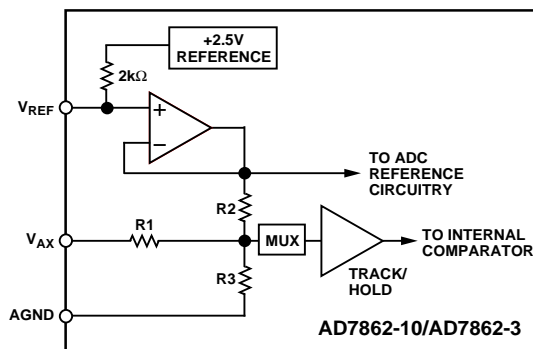 +2.5V
REFERENCE
2kΩ
VREF
+
−
TO ADC
REFERENCE
CIRCUITRY
R2
VAX
R1
MUX
TO INTERNAL
COMPARATOR
TRACK/
HOLD
R3
AGND
AD7862-10/AD7862-3